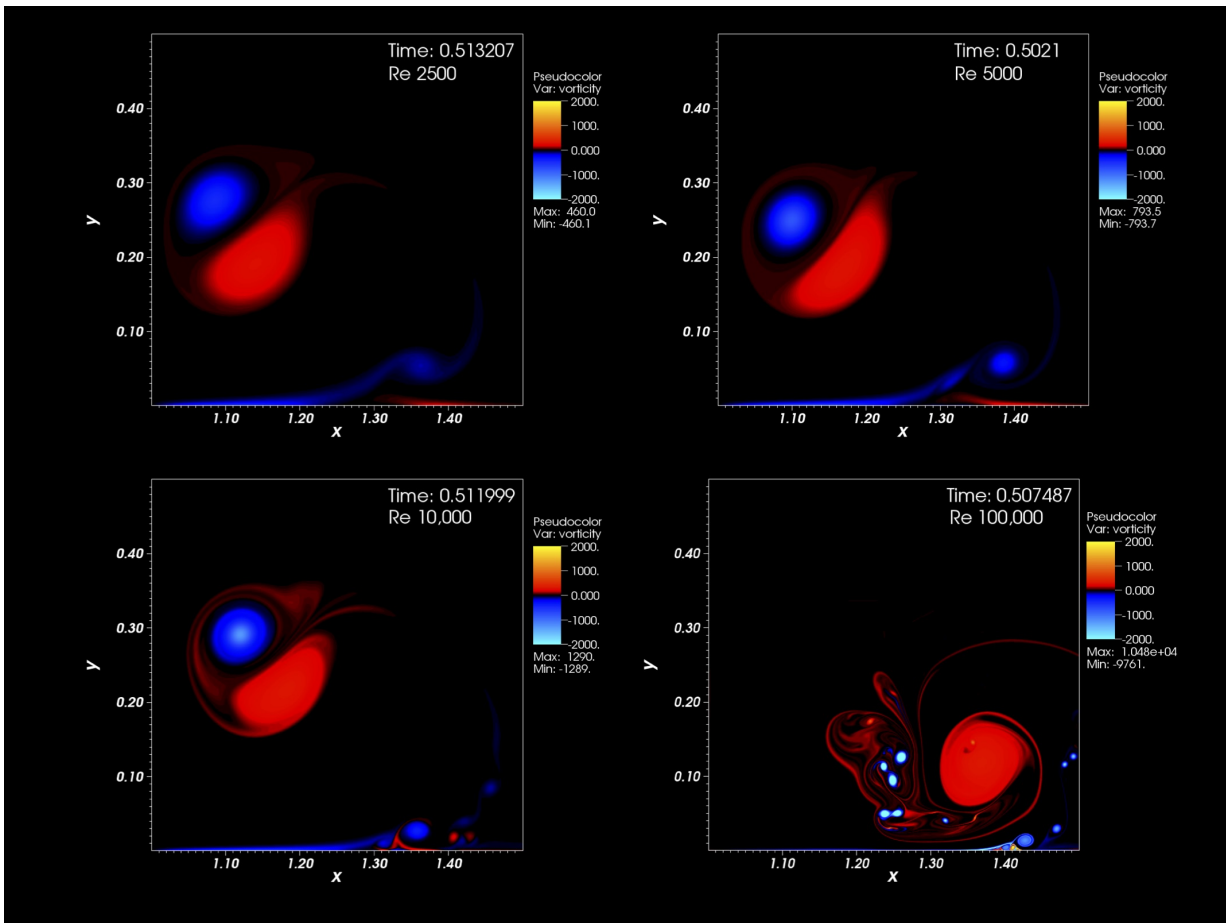 Time: 0.513207
Re 2500
Pseudocolor
Var: vorticity
2000.
1000.
0.000
-1000.
-2000.
Max: 460.0
Min: -460.1
0.40
0.30
0.20
0.10
y
1.10
1.20
1.30
1.40
x
Time: 0.5021
Re 5000
Pseudocolor
Var: vorticity
2000.
1000.
0.000
-1000.
-2000.
Max: 793.5
Min: -793.7
0.40
0.30
0.20
0.10
y
1.10
1.20
1.30
1.40
x
Time: 0.511999
Re 10,000
Pseudocolor
Var: vorticity
2000.
1000.
0.000
-1000.
-2000.
Max: 1290.
Min: -1289.
0.40
0.30
0.20
0.10
y
1.10
1.20
1.30
1.40
x
Time: 0.507487
Re 100,000
Pseudocolor
Var: vorticity
2000.
1000.
0.000
-1000.
-2000.
Max: 1.048e+04
Min: -9761.
0.40
0.30
0.20
0.10
y
1.10
1.20
1.30
1.40
x